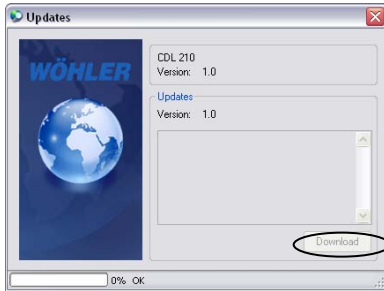 Updates
WÖHLER
CDL 210
Version: 1.0
Updates
Version: 1.0
Download
0% OK